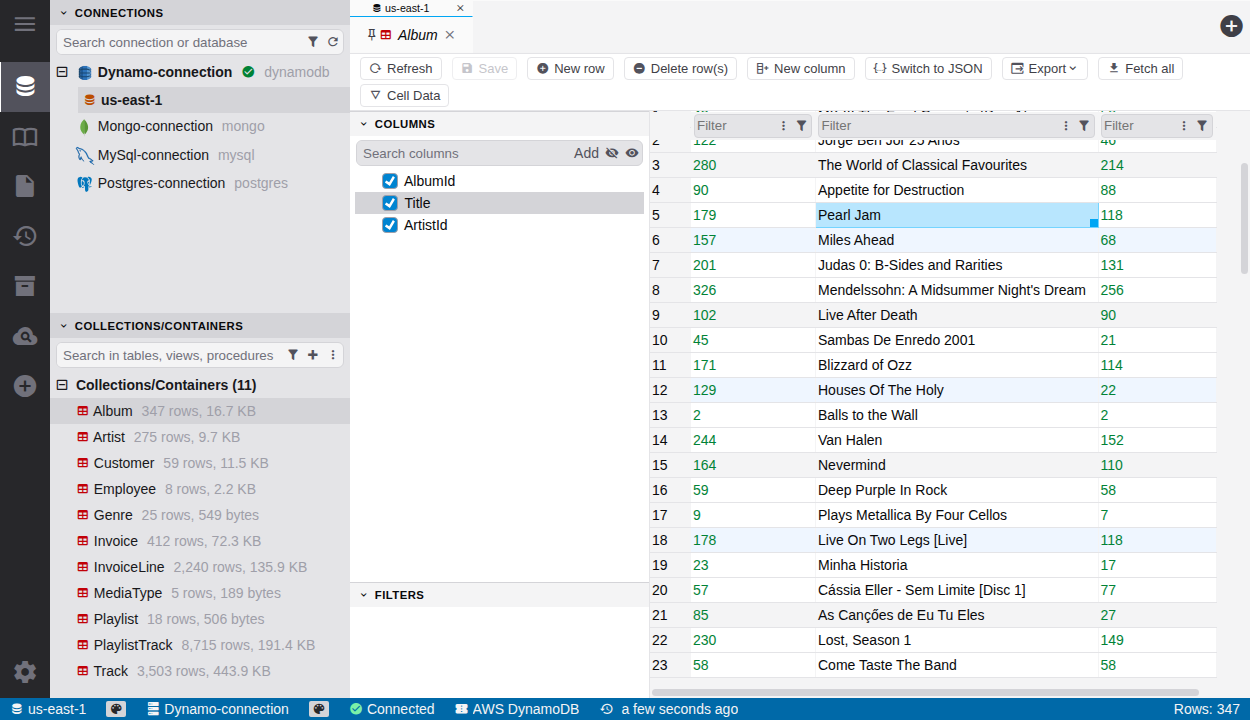 CONNECTIONS
Search connection or database
Dynamo-connection dynamodb
us-east-1
Mongo-connection mongo
MySql-connection mysql
Postgres-connection postgres
COLLECTIONS/CONTAINERS
Search in tables, views, procedures
Collections/Containers (11)
Album 347 rows, 16.7 KB
Artist 275 rows, 9.7 KB
Customer 59 rows, 11.5 KB
Employee 8 rows, 2.2 KB
Genre 25 rows, 549 bytes
Invoice 412 rows, 72.3 KB
InvoiceLine 2,240 rows, 135.9 KB
MediaType 5 rows, 189 bytes
Playlist 18 rows, 506 bytes
PlaylistTrack 8,715 rows, 191.4 KB
Track 3,503 rows, 443.9 KB
us-east-1
Album
Refresh Save New row Delete row(s) New column Switch to JSON Export Fetch all
Cell Data
COLUMNS
Search columns Add
AlbumId
Title
ArtistId
FILTERS
Filter Filter Filter
2 122 Jorge Ben Jor 25 Anos 46
3 280 The World of Classical Favourites 214
4 90 Appetite for Destruction 88
5 179 Pearl Jam 118
6 157 Miles Ahead 68
7 201 Judas 0: B-Sides and Rarities 131
8 326 Mendelssohn: A Midsummer Night's Dream 256
9 102 Live After Death 90
10 45 Sambas De Enredo 2001 21
11 171 Blizzard of Ozz 114
12 129 Houses Of The Holy 22
13 2 Balls to the Wall 2
14 244 Van Halen 152
15 164 Nevermind 110
16 59 Deep Purple In Rock 58
17 9 Plays Metallica By Four Cellos 7
18 178 Live On Two Legs [Live] 118
19 23 Minha Historia 17
20 57 Cássia Eller - Sem Limite [Disc 1] 77
21 85 As Canções de Eu Tu Eles 27
22 230 Lost, Season 1 149
23 58 Come Taste The Band 58
us-east-1 Dynamo-connection Connected AWS DynamoDB a few seconds ago Rows: 347